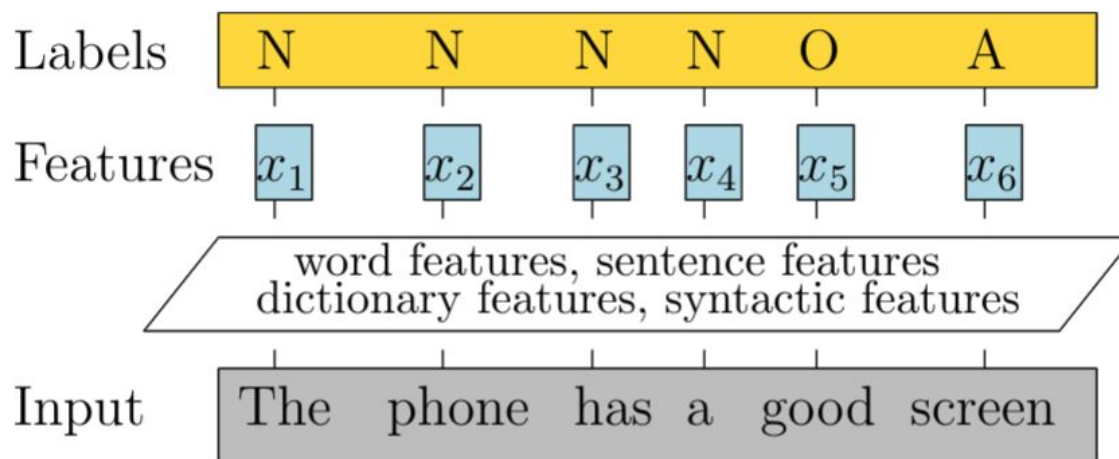 Labels N N N N O A
Features x₁ x₂ x₃ x₄ x₅ x₆
word features, sentence features
dictionary features, syntactic features
Input The phone has a good screen